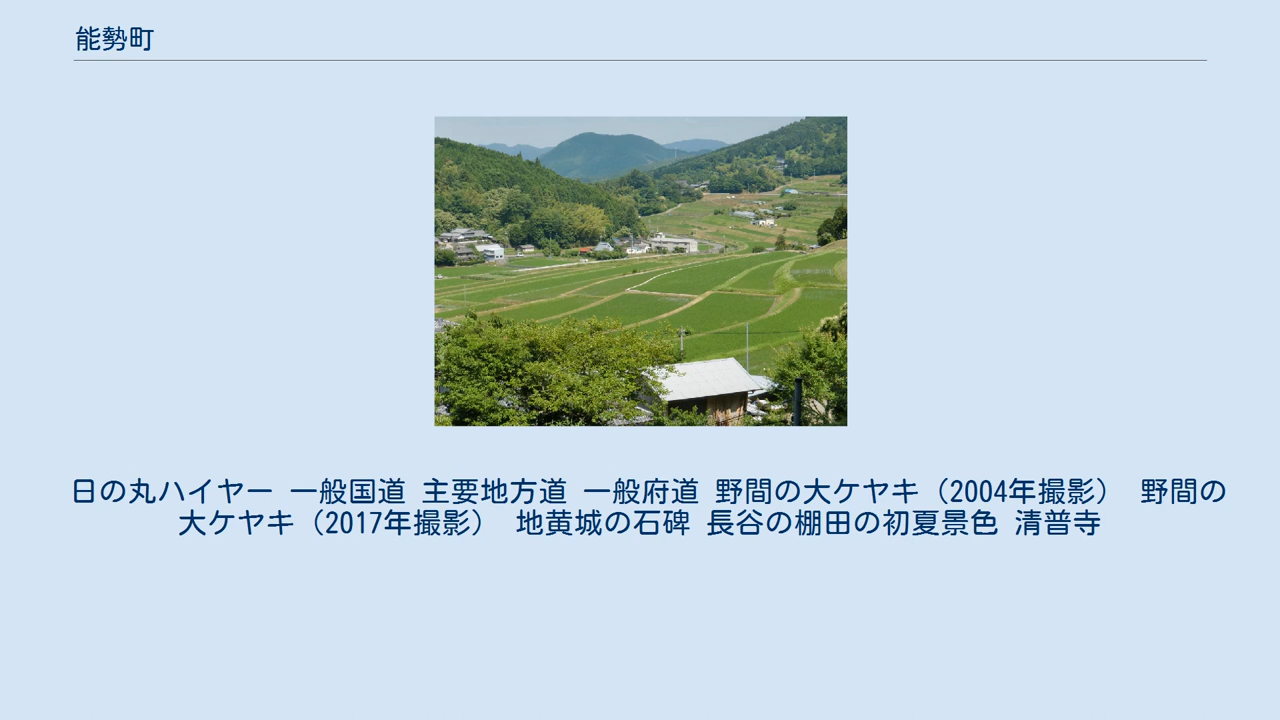 能勢町
日の丸ハイヤー 一般国道 主要地方道 一般府道 野間の大ケヤキ（2004年撮影） 野間の
大ケヤキ（2017年撮影） 地黄城の石碑 長谷の棚田の初夏景色 清普寺